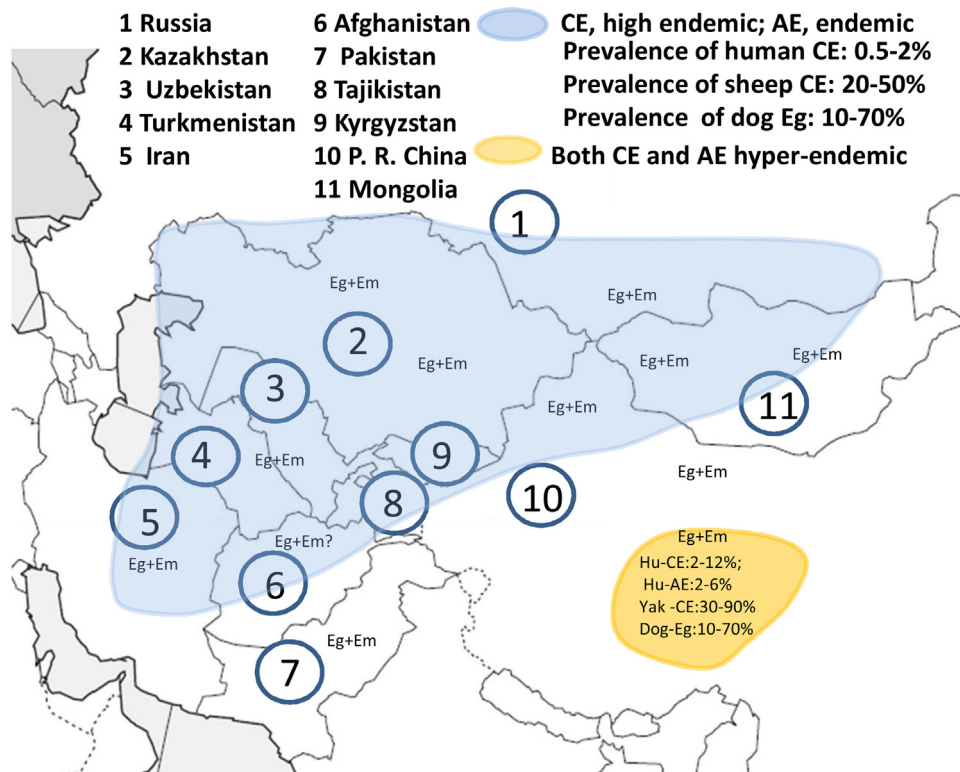 1 Russia
2 Kazakhstan
3 Uzbekistan
4 Turkmenistan
5 Iran
6 Afghanistan
7 Pakistan
8 Tajikistan
9 Kyrgyzstan
10 P. R. China
11 Mongolia
CE, high endemic; AE, endemic
Prevalence of human CE: 0.5-2%
Prevalence of sheep CE: 20-50%
Prevalence of dog Eg: 10-70%
Both CE and AE hyper-endemic
1
Eg+Em
Eg+Em
2
Eg+Em
Eg+Em
Eg+Em
3
Eg+Em
11
4
Eg+Em
9
Eg+Em
10
8
5
Eg+Em
Eg+Em?
6
Eg+Em
7
Eg+Em
Hu-CE:2-12%;
Hu-AE:2-6%
Yak -CE:30-90%
Dog-Eg:10-70%